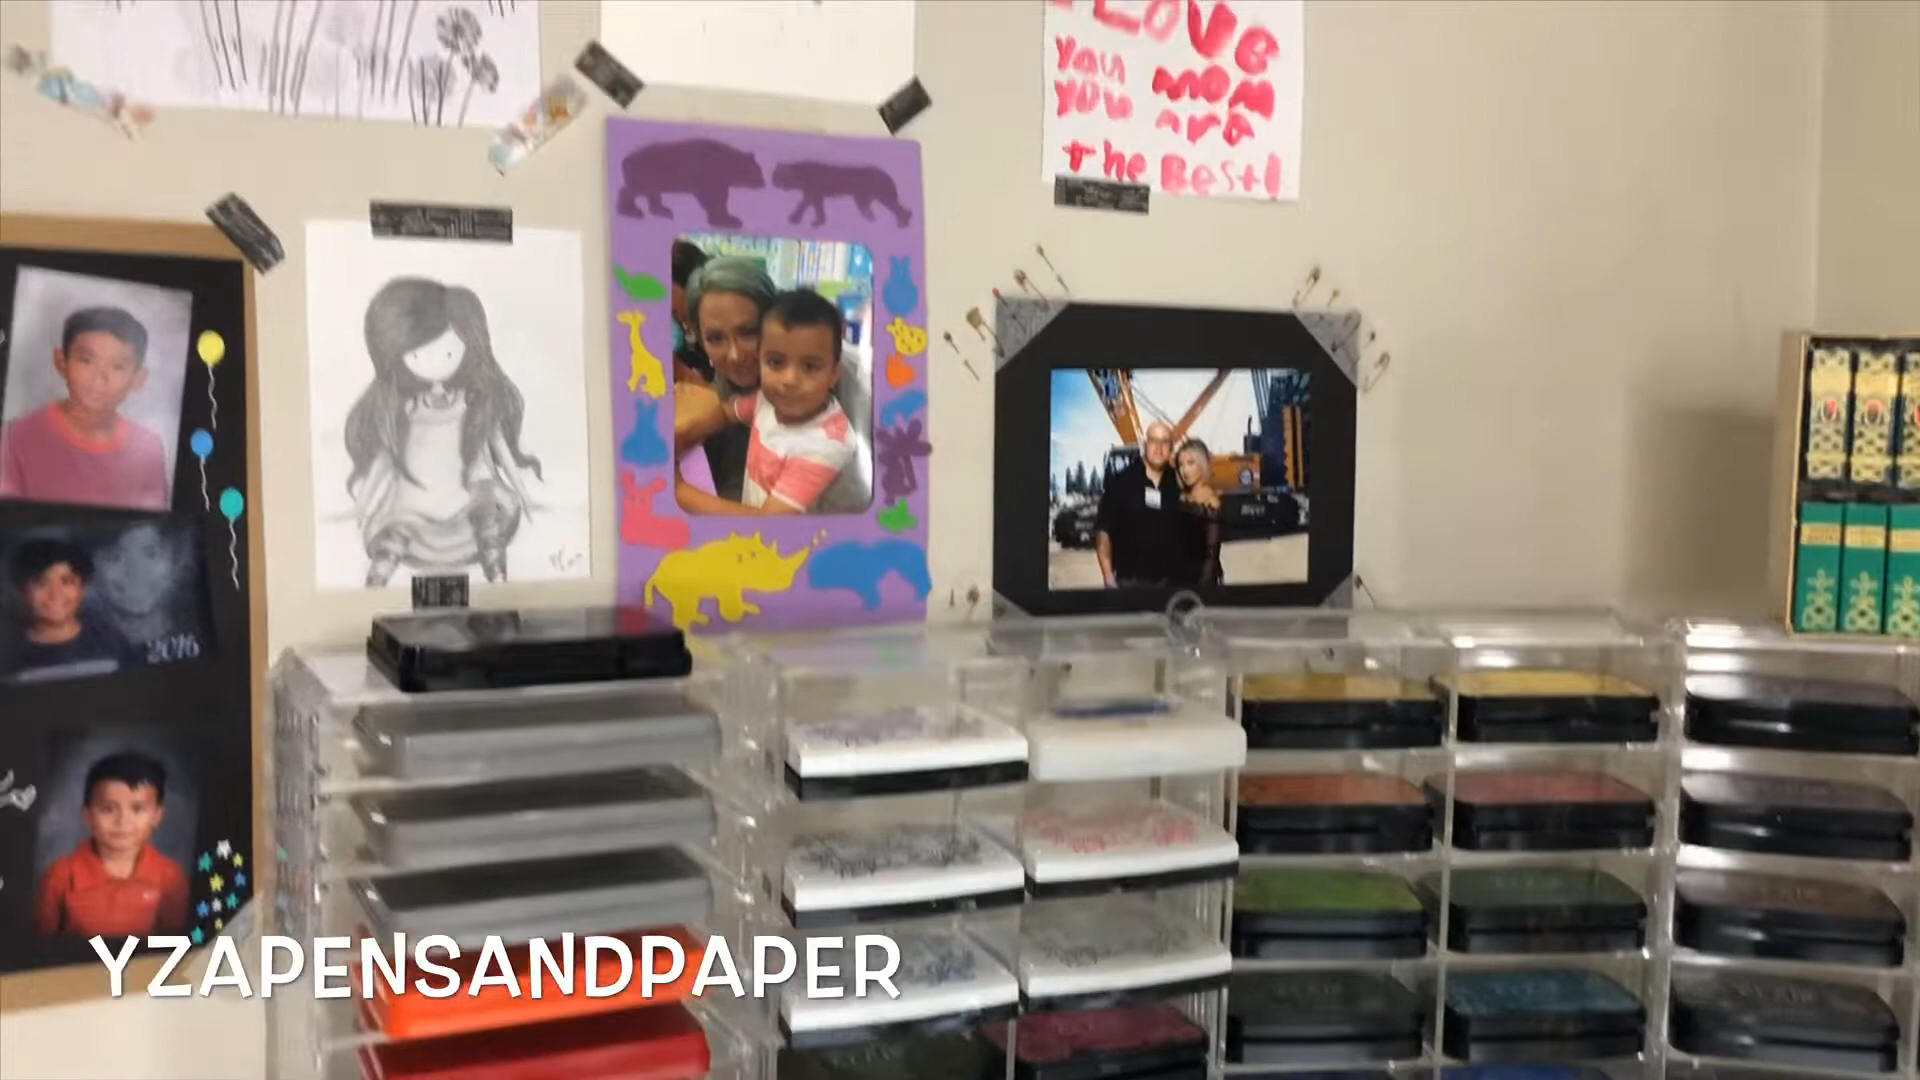 LOVE
You MOM
YOU are
the Best!
2016
YZAPENSANDPAPER